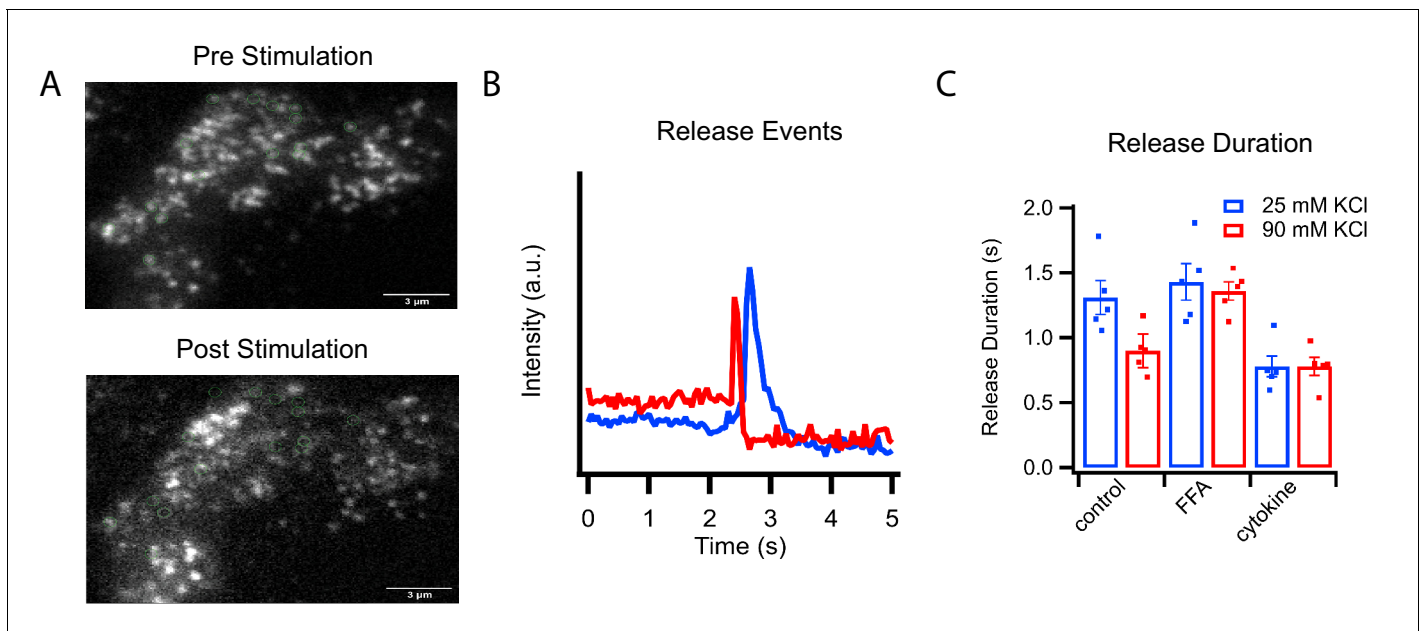 A
Pre Stimulation
3 µm
Post Stimulation
3 µm
B
Release Events
Intensity (a.u.)
0 1 2 3 4 5
Time (s)
C
Release Duration
25 mM KCl
90 mM KCl
Release Duration (s)
2.0
1.5
1.0
0.5
0.0
control
FFA
cytokine